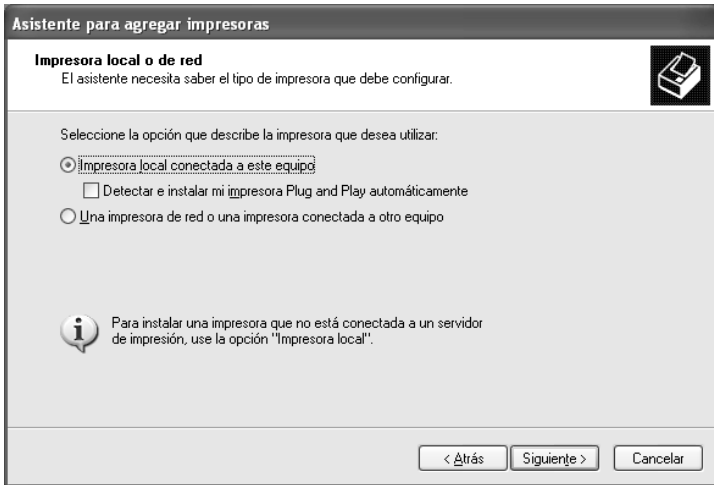 Asistente para agregar impresoras
Impresora local o de red
El asistente necesita saber el tipo de impresora que debe configurar.
Seleccione la opción que describe la impresora que desea utilizar:
Impresora local conectada a este equipo
Detectar e instalar mi impresora Plug and Play automáticamente
Una impresora de red o una impresora conectada a otro equipo
Para instalar una impresora que no está conectada a un servidor
de impresión, use la opción "Impresora local".
< Atrás Siguiente > Cancelar